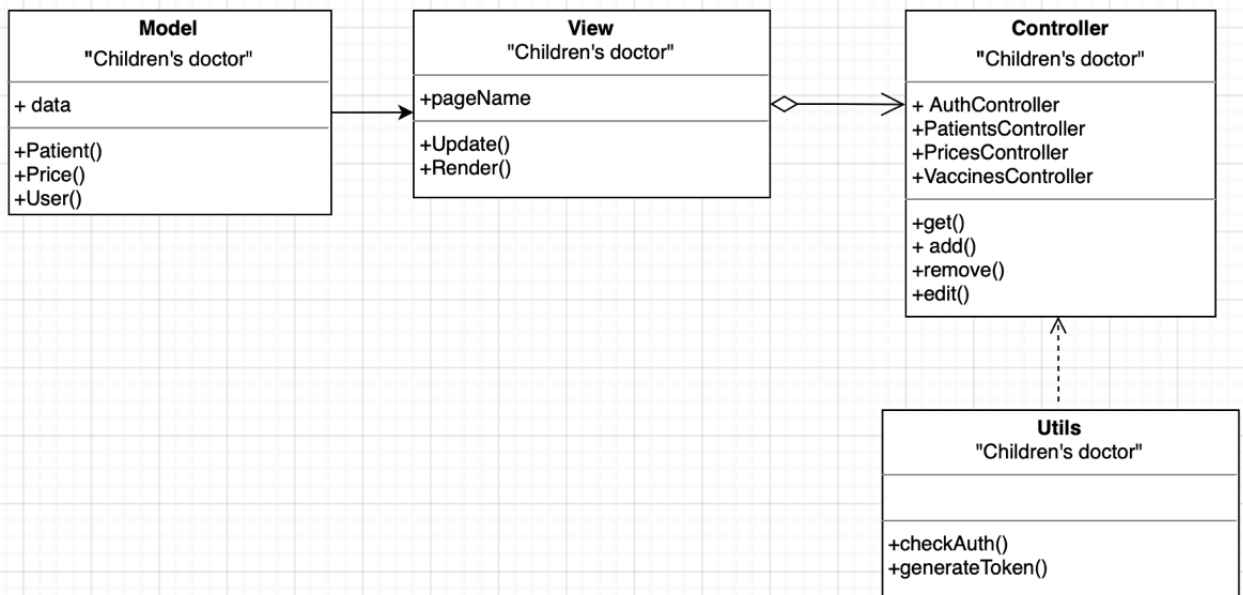 Model
"Children's doctor"
+ data
+Patient()
+Price()
+User()
View
"Children's doctor"
+pageName
+Update()
+Render()
Controller
"Children's doctor"
+ AuthController
+PatientsController
+PricesController
+VaccinesController
+get()
+ add()
+remove()
+edit()
Utils
"Children's doctor"
+checkAuth()
+generateToken()